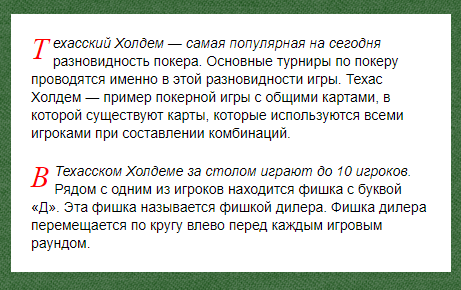 Техасский Холдем — самая популярная на сегодня
разновидность покера. Основные турниры по покеру
проводятся именно в этой разновидности игры. Техас
Холдем — пример покерной игры с общими картами, в
которой существуют карты, которые используются всеми
игроками при составлении комбинаций.
В Техасском Холдеме за столом играют до 10 игроков.
Рядом с одним из игроков находится фишка с буквой
«Д». Эта фишка называется фишкой дилера. Фишка дилера
перемещается по кругу влево перед каждым игровым
раундом.